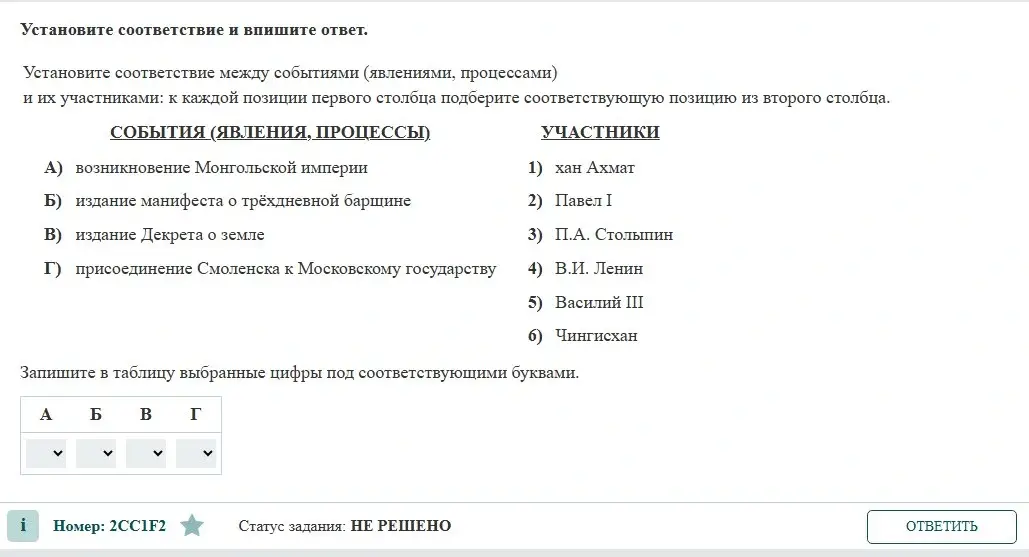 Установите соответствие и впишите ответ.
Установите соответствие между событиями (явлениями, процессами)
и их участниками: к каждой позиции первого столбца подберите соответствующую позицию из второго столбца.
СОБЫТИЯ (ЯВЛЕНИЯ, ПРОЦЕССЫ) УЧАСТНИКИ
А) возникновение Монгольской империи 1) хан Ахмат
Б) издание манифеста о трёхдневной барщине 2) Павел I
В) издание Декрета о земле 3) П.А. Столыпин
Г) присоединение Смоленска к Московскому государству 4) В.И. Ленин
5) Василий III
6) Чингисхан
Запишите в таблицу выбранные цифры под соответствующими буквами.
А Б В Г
i Номер: 2CC1F2 Статус задания: НЕ РЕШЕНО ОТВЕТИТЬ